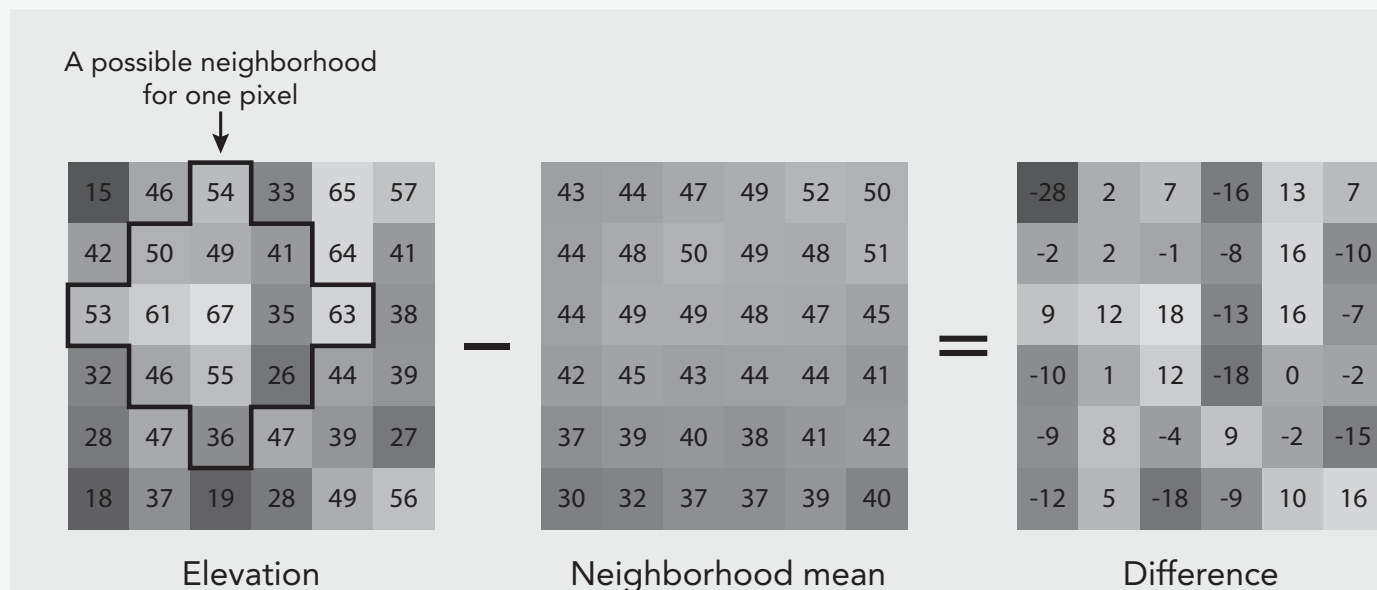 A possible neighborhood
for one pixel
15 46 54 33 65 57
42 50 49 41 64 41
53 61 67 35 63 38
32 46 55 26 44 39
28 47 36 47 39 27
18 37 19 28 49 56
Elevation
−
43 44 47 49 52 50
44 48 50 49 48 51
44 49 49 48 47 45
42 45 43 44 44 41
37 39 40 38 41 42
30 32 37 37 39 40
Neighborhood mean
=
-28 2 7 -16 13 7
-2 2 -1 -8 16 -10
9 12 18 -13 16 -7
-10 1 12 -18 0 -2
-9 8 -4 9 -2 -15
-12 5 -18 -9 10 16
Difference